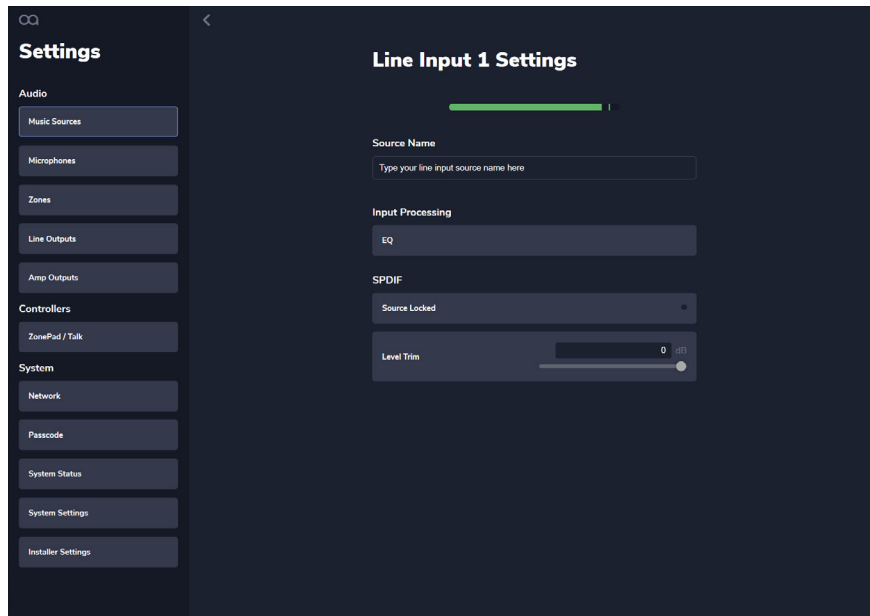 Settings
Audio
Music Sources
Microphones
Zones
Line Outputs
Amp Outputs
Controllers
ZonePad / Talk
System
Network
Passcode
System Status
System Settings
Installer Settings
Line Input 1 Settings
Source Name
Type your line input source name here
Input Processing
EQ
SPDIF
Source Locked
Level Trim
0 dB